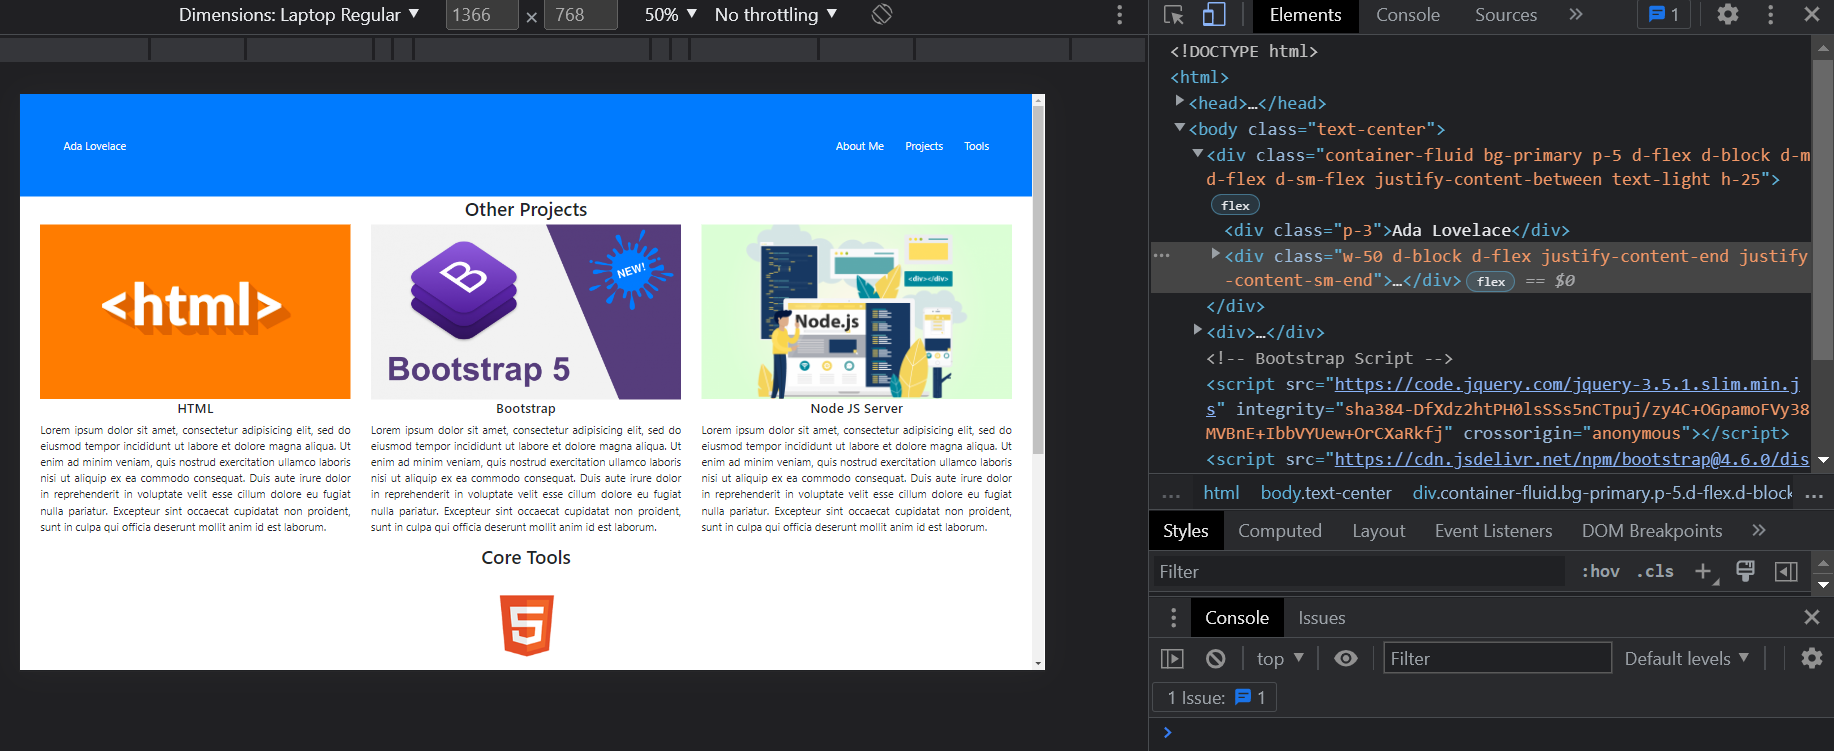 Dimensions: Laptop Regular ▼ 1366 × 768 50% ▼ No throttling ▼
Ada Lovelace About Me Projects Tools
Other Projects
<html>
NEW!
Bootstrap 5
</div>
Node.js
HTML
Lorem ipsum dolor sit amet, consectetur adipisicing elit, sed do
eiusmod tempor incididunt ut labore et dolore magna aliqua. Ut
enim ad minim veniam, quis nostrud exercitation ullamco laboris
nisi ut aliquip ex ea commodo consequat. Duis aute irure dolor
in reprehenderit in voluptate velit esse cillum dolore eu fugiat
nulla pariatur. Excepteur sint occaecat cupidatat non proident,
sunt in culpa qui officia deserunt mollit anim id est laborum.
Bootstrap
Lorem ipsum dolor sit amet, consectetur adipisicing elit, sed do
eiusmod tempor incididunt ut labore et dolore magna aliqua. Ut
enim ad minim veniam, quis nostrud exercitation ullamco laboris
nisi ut aliquip ex ea commodo consequat. Duis aute irure dolor
in reprehenderit in voluptate velit esse cillum dolore eu fugiat
nulla pariatur. Excepteur sint occaecat cupidatat non proident,
sunt in culpa qui officia deserunt mollit anim id est laborum.
Node JS Server
Lorem ipsum dolor sit amet, consectetur adipisicing elit, sed do
eiusmod tempor incididunt ut labore et dolore magna aliqua. Ut
enim ad minim veniam, quis nostrud exercitation ullamco laboris
nisi ut aliquip ex ea commodo consequat. Duis aute irure dolor
in reprehenderit in voluptate velit esse cillum dolore eu fugiat
nulla pariatur. Excepteur sint occaecat cupidatat non proident,
sunt in culpa qui officia deserunt mollit anim id est laborum.
Core Tools
5
Elements Console Sources » 1
<!DOCTYPE html>
<html>
<head>…</head>
<body class="text-center">
<div class="container-fluid bg-primary p-5 d-flex d-block d-m
d-flex d-sm-flex justify-content-between text-light h-25">
flex
<div class="p-3">Ada Lovelace</div>
<div class="w-50 d-block d-flex justify-content-end justify
-content-sm-end">…</div> flex == $0
</div>
<div>…</div>
<!-- Bootstrap Script -->
<script src="https://code.jquery.com/jquery-3.5.1.slim.min.j
s" integrity="sha384-DfXdz2htPH0lsSSs5nCTpuj/zy4C+OGpamoFVy38
MVBnE+IbbVYUew+OrCXaRkfj" crossorigin="anonymous"></script>
<script src="https://cdn.jsdelivr.net/npm/bootstrap@4.6.0/dis
… html body.text-center div.container-fluid.bg-primary.p-5.d-flex.d-block …
Styles Computed Layout Event Listeners DOM Breakpoints »
Filter :hov .cls +
Console Issues
top ▼ Filter Default levels ▼
1 Issue: 1